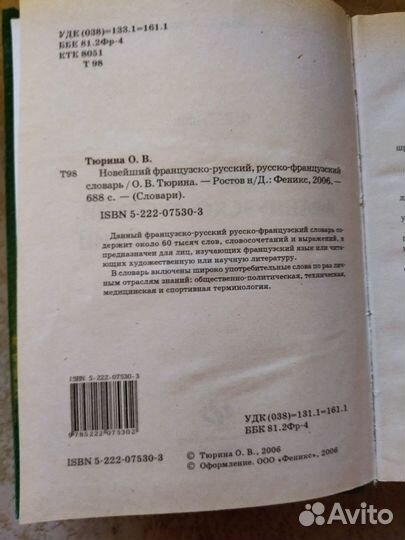 УДК (038)=133.1=161.1
ББК 81.2Фр-4
КТК 8051
Т 98
Тюрина О. В.
Т98 Новейший французско-русский, русско-французский
словарь / О. В. Тюрина. — Ростов н/Д.: Феникс, 2006. —
688 с. — (Словари).
ISBN 5-222-07530-3
Данный французско-русский русско-французский словарь со-
держит около 60 тысяч слов, словосочетаний и выражений, и
предназначен для лиц, изучающих французский язык или чита-
ющих художественную или научную литературу.
В словарь включены широко употребительные слова по раз лич-
ным отраслям знаний: общественно-политическая, техническая,
медицинская и спортивная терминология.
ISBN 5-222-07530-3
9785222075302
УДК (038)=131.1=161.1
ББК 81.2Фр-4
ISBN 5-222-07530-3
© Тюрина О. В., 2006
© Оформление. ООО «Феникс», 2006
Avito